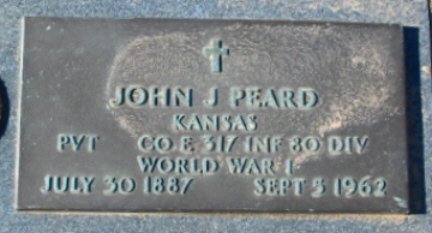 JOHN J PEARD
KANSAS
PVT CO E 317 INF 80 DIV
WORLD WAR I
JULY 30 1887 SEPT 5 1962